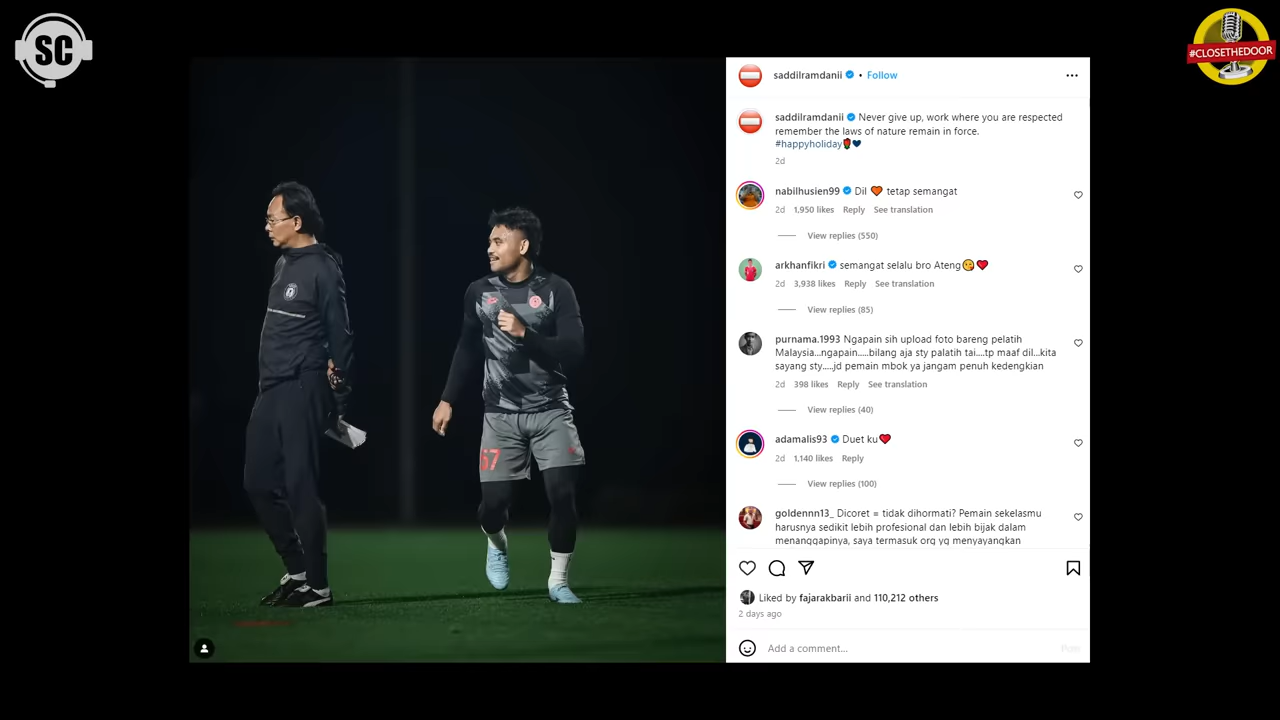 SC
#CLOSETHEDOOR
saddilramdanii • Follow
saddilramdanii Never give up, work where you are respected
remember the laws of nature remain in force.
#happyholiday🌹💙
2d
nabilhusien99 Dil 🧡 tetap semangat
2d 1,950 likes Reply See translation
View replies (550)
arkhanfikri semangat selalu bro Ateng😘❤️
2d 3,938 likes Reply See translation
View replies (85)
purnama.1993 Ngapain sih upload foto bareng pelatih
Malaysia...ngapain.....bilang aja sty palatih tai....tp maaf dil...kita
sayang sty.....jd pemain mbok ya jangam penuh kedengkian
2d 398 likes Reply See translation
View replies (40)
adamalis93 Duet ku❤️
2d 1,140 likes Reply
View replies (100)
goldennn13_ Dicoret = tidak dihormati? Pemain sekelasmu
harusnya sedikit lebih profesional dan lebih bijak dalam
menanggapinya, saya termasuk org yg menyayangkan
Liked by fajarakbarii and 110,212 others
2 days ago
Add a comment...
Post
57